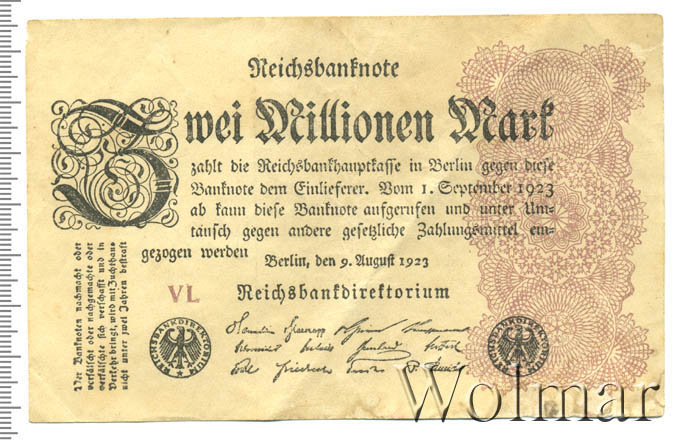 Reichsbanknote
Zwei Millionen Mark
zahlt die Reichsbankhauptkasse in Berlin gegen diese
Banknote dem Einlieferer. Vom 1. September 1923
ab kann diese Banknote aufgerufen und unter Um=
tausch gegen andere gesetzliche Zahlungsmittel ein=
gezogen werden
Berlin, den 9. August 1923
VL
Reichsbankdirektorium
Wer Banknoten nachmacht oder
verfälscht oder nachgemachte oder
verfälschte sich verschafft und in
Verkehr bringt, wird mit Zuchthaus
nicht unter zwei Jahren bestraft
REICHSBANKDIREKTORIUM
REICHSBANKDIREKTORIUM
Wolmar